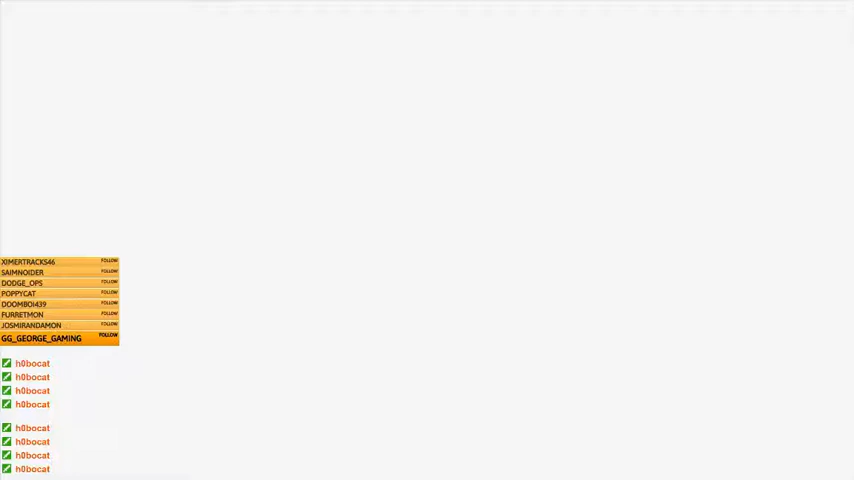 XIMERTRACKS46 FOLLOW
SAIMNOIDER FOLLOW
DODGE_OPS FOLLOW
POPPYCAT FOLLOW
DOOMBOI439 FOLLOW
FURRETMON FOLLOW
JOSMIRANDAMON FOLLOW
GG_GEORGE_GAMING FOLLOW
h0bocat
h0bocat
h0bocat
h0bocat
h0bocat
h0bocat
h0bocat
h0bocat